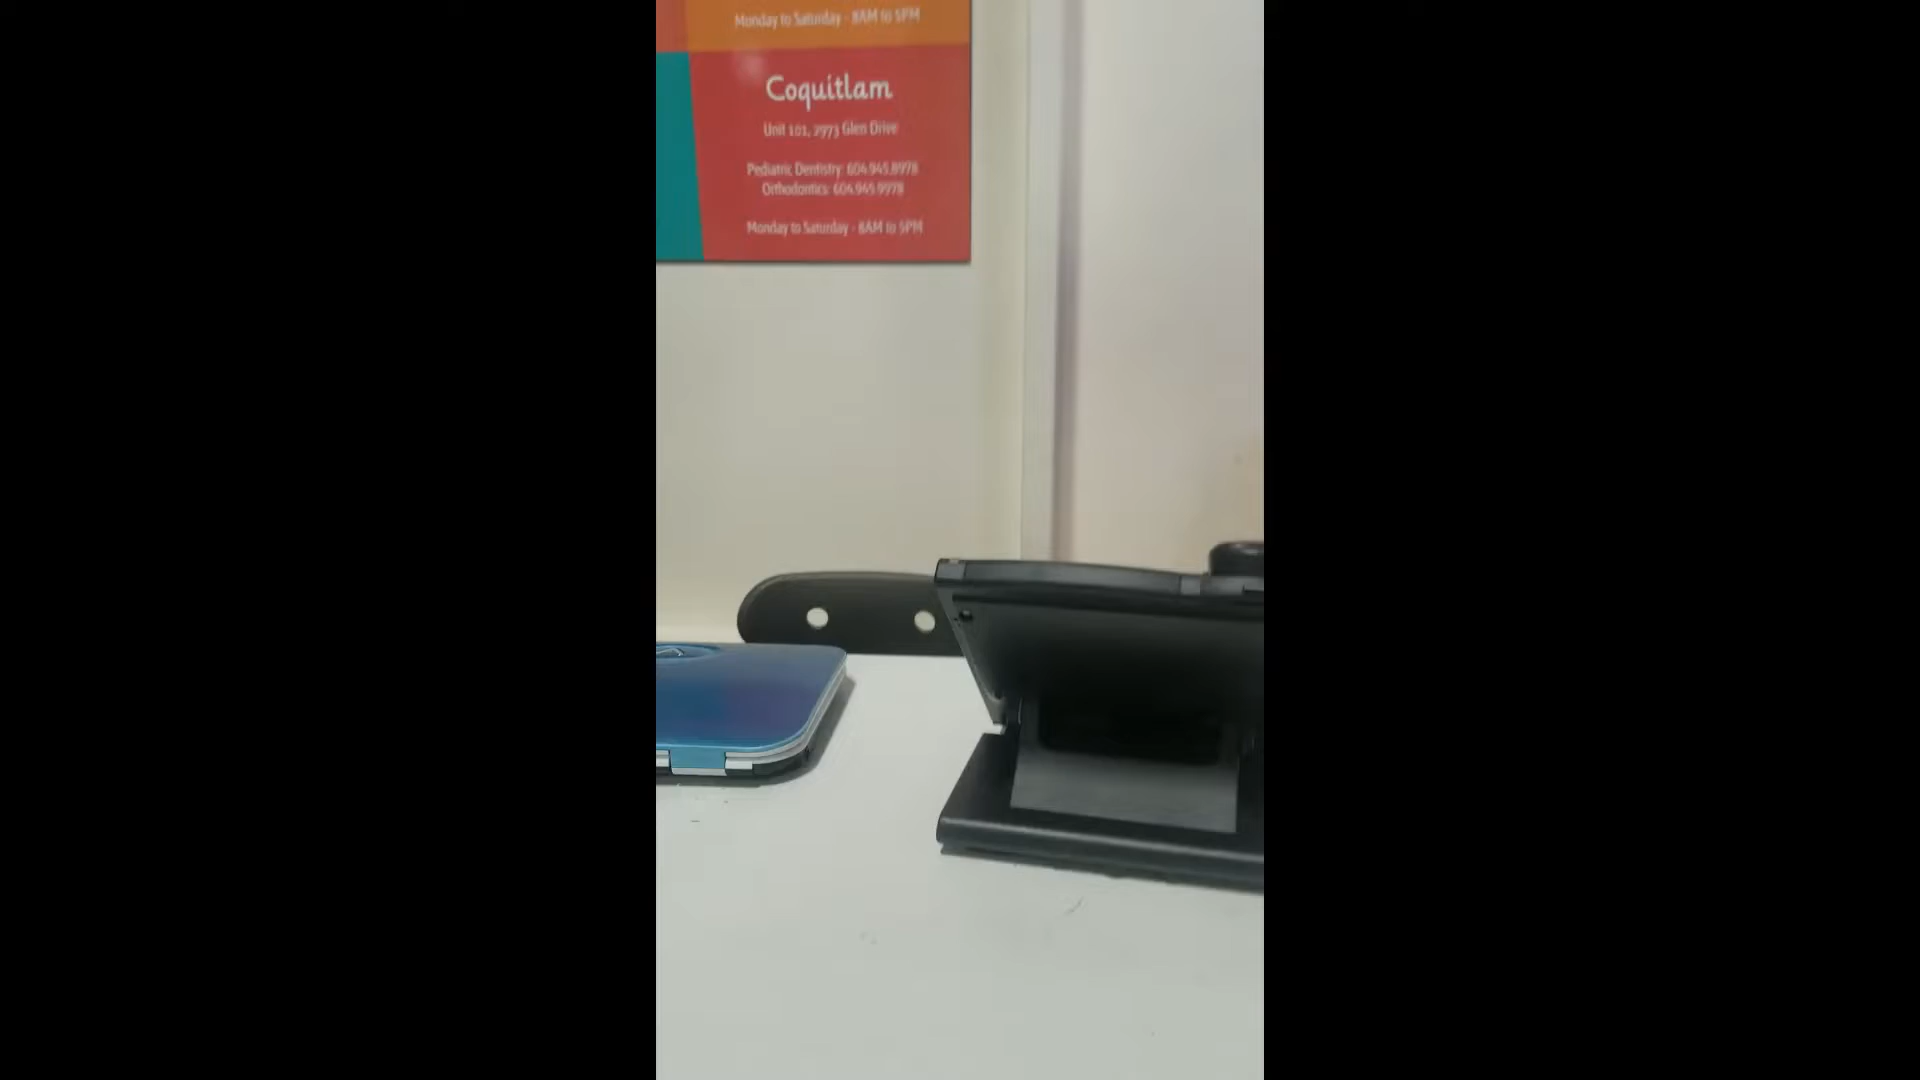 Monday to Saturday - 8AM to 5PM
Coquitlam
Unit 101, 2973 Glen Drive
Pediatric Dentistry: 604.945.8978
Orthodontics: 604.945.9978
Monday to Saturday - 8AM to 5PM